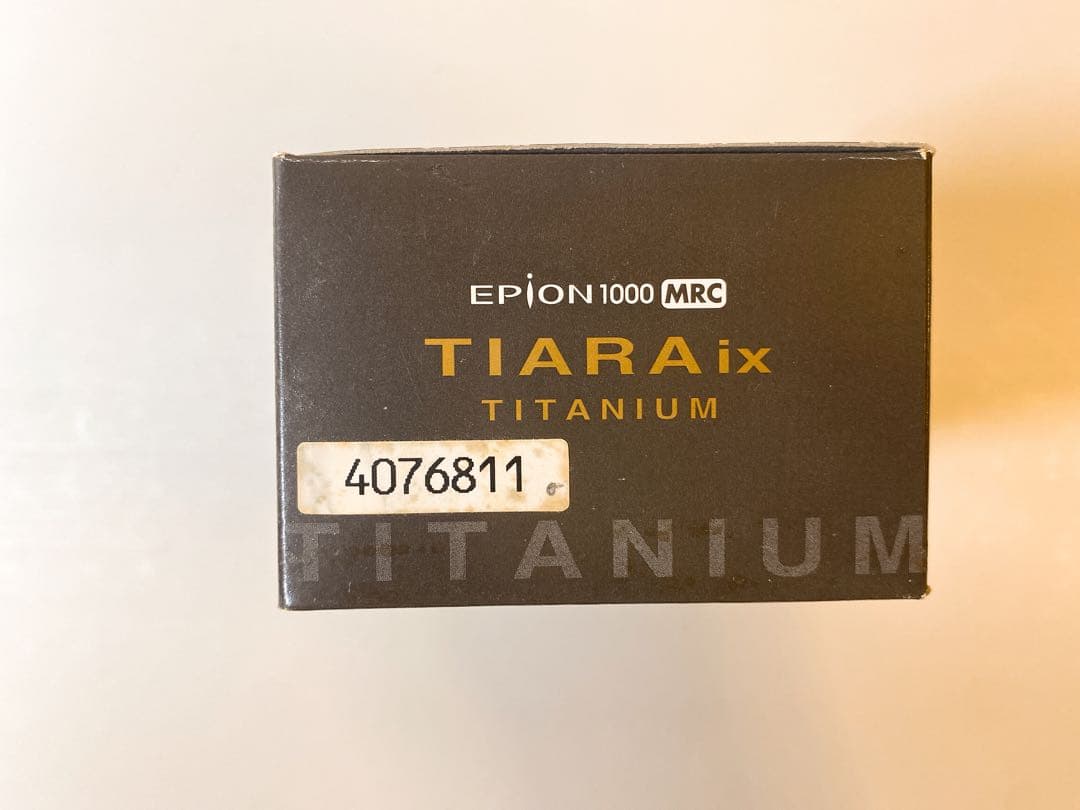 EPiON 1000 MRC
TIARA ix
TITANIUM
4076811
TITANIUM